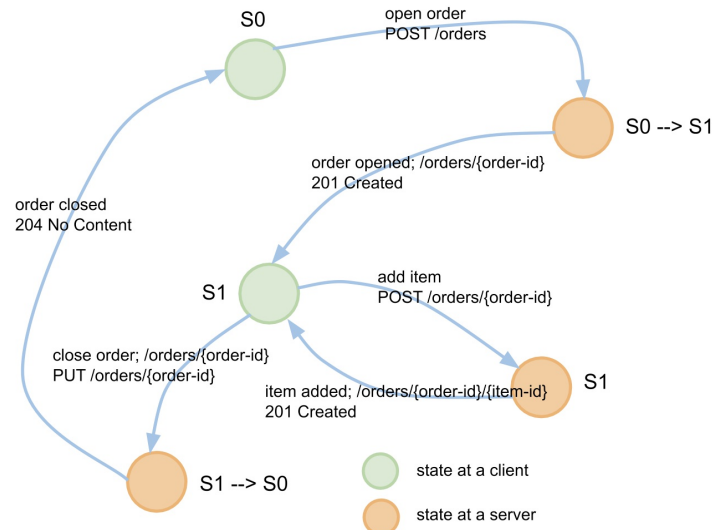 S0
open order
POST /orders
S0 --> S1
order opened; /orders/{order-id}
201 Created
order closed
204 No Content
S1
add item
POST /orders/{order-id}
close order; /orders/{order-id}
PUT /orders/{order-id}
item added; /orders/{order-id}/{item-id}
201 Created
S1
S1 --> S0
state at a client
state at a server